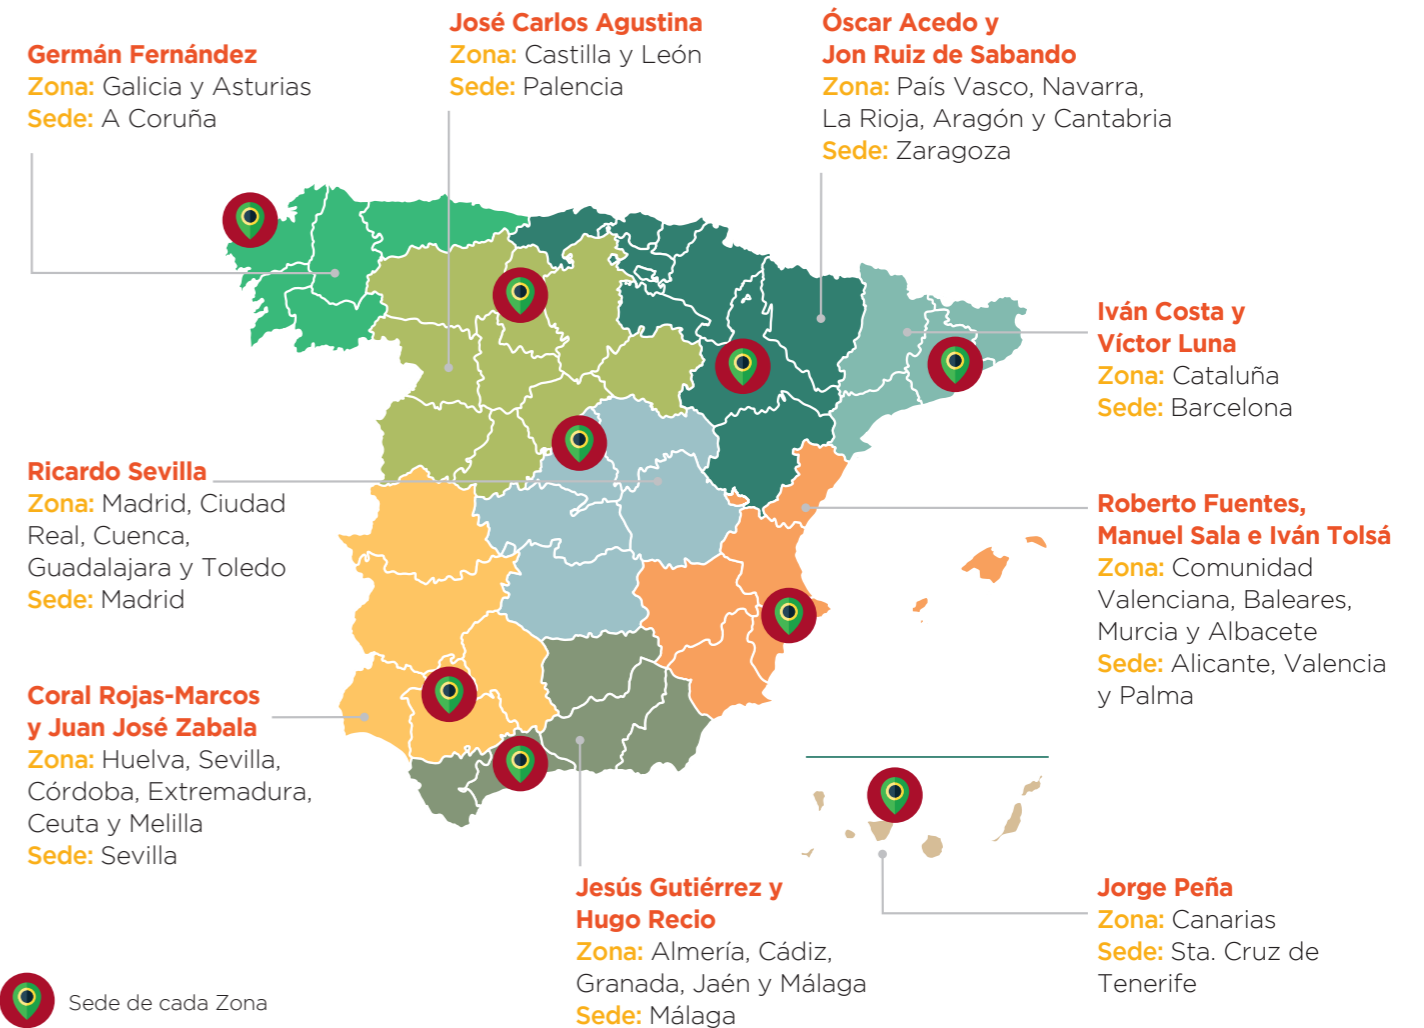 Germán Fernández
Zona: Galicia y Asturias
Sede: A Coruña
José Carlos Agustina
Zona: Castilla y León
Sede: Palencia
Óscar Acedo y
Jon Ruiz de Sabando
Zona: País Vasco, Navarra,
La Rioja, Aragón y Cantabria
Sede: Zaragoza
Iván Costa y
Víctor Luna
Zona: Cataluña
Sede: Barcelona
Ricardo Sevilla
Zona: Madrid, Ciudad
Real, Cuenca,
Guadalajara y Toledo
Sede: Madrid
Roberto Fuentes,
Manuel Sala e Iván Tolsá
Zona: Comunidad
Valenciana, Baleares,
Murcia y Albacete
Sede: Alicante, Valencia
y Palma
Coral Rojas-Marcos
y Juan José Zabala
Zona: Huelva, Sevilla,
Córdoba, Extremadura,
Ceuta y Melilla
Sede: Sevilla
Jesús Gutiérrez y
Hugo Recio
Zona: Almería, Cádiz,
Granada, Jaén y Málaga
Sede: Málaga
Jorge Peña
Zona: Canarias
Sede: Sta. Cruz de
Tenerife
Sede de cada Zona